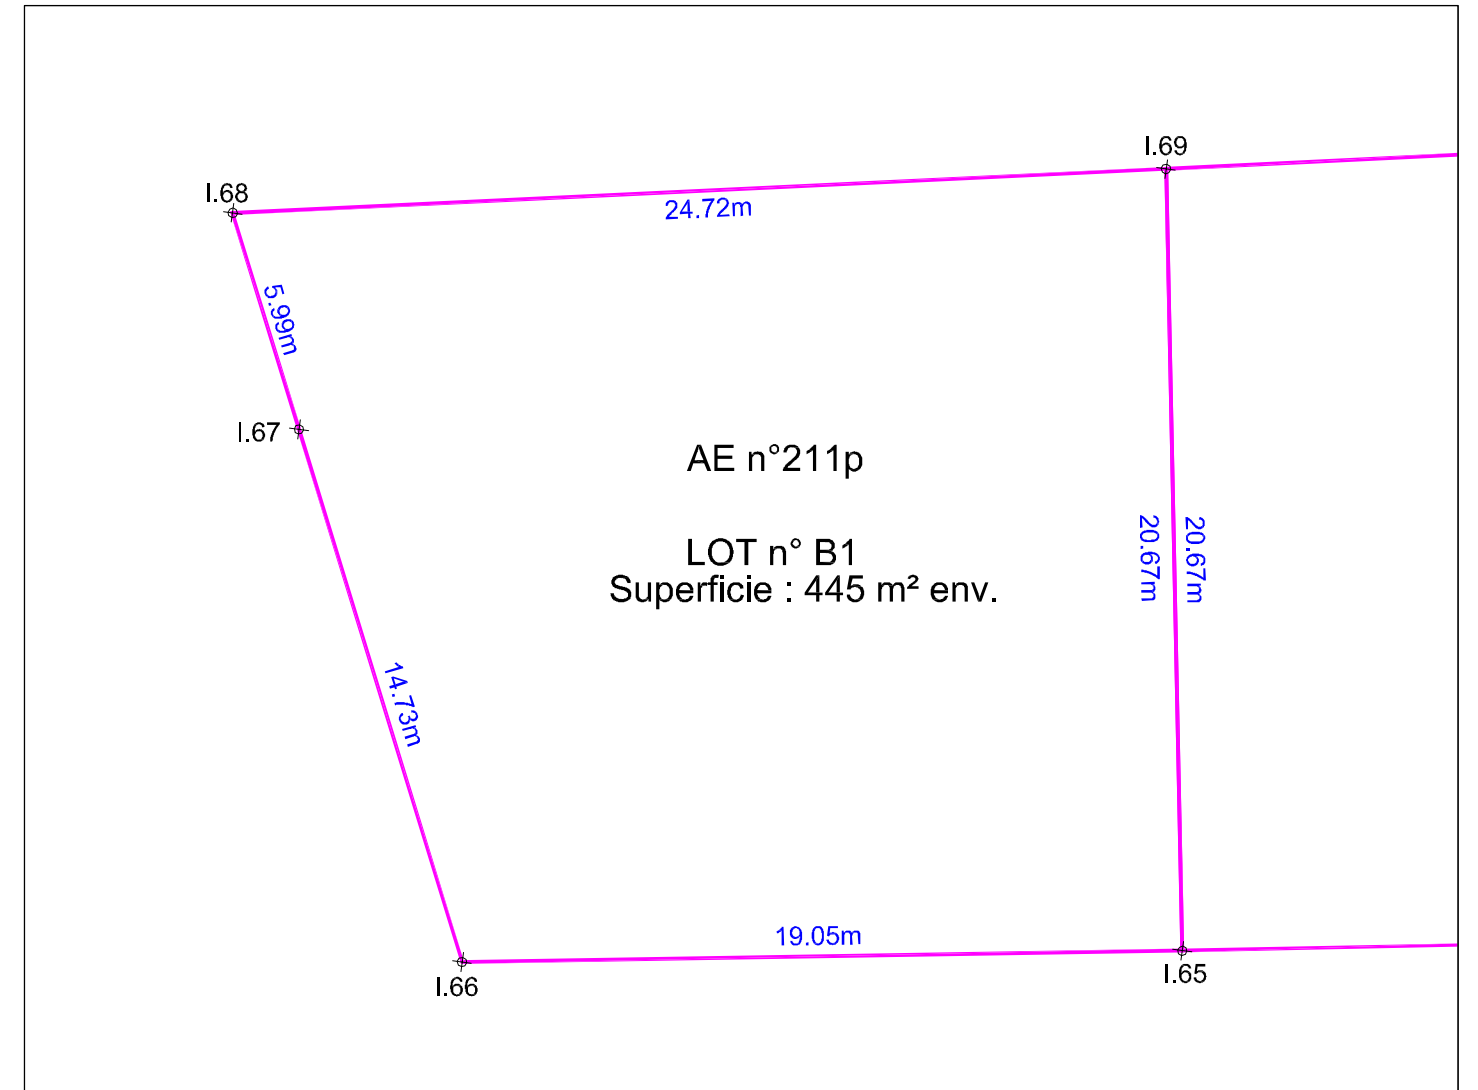 I.69
I.68
24.72m
5.99m
I.67
AE n°211p
20.67m
20.67m
LOT n° B1
Superficie : 445 m² env.
14.73m
19.05m
I.65
I.66